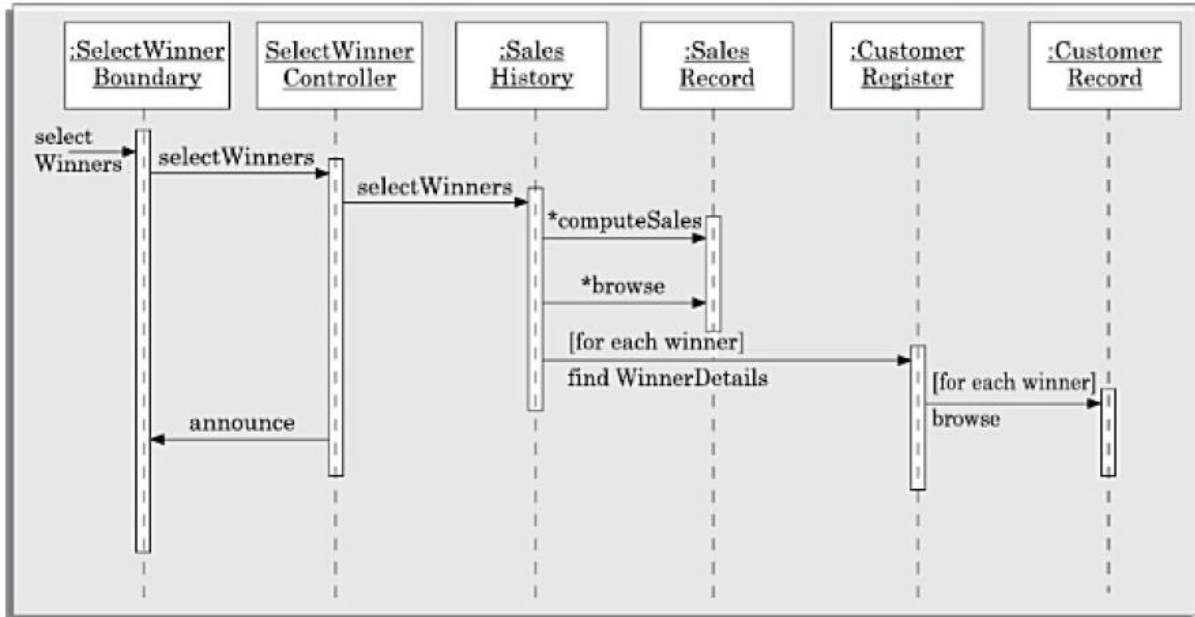 :SelectWinner
Boundary
SelectWinner
Controller
:Sales
History
:Sales
Record
:Customer
Register
:Customer
Record
select
Winners
selectWinners
selectWinners
*computeSales
*browse
[for each winner]
find WinnerDetails
[for each winner]
browse
announce